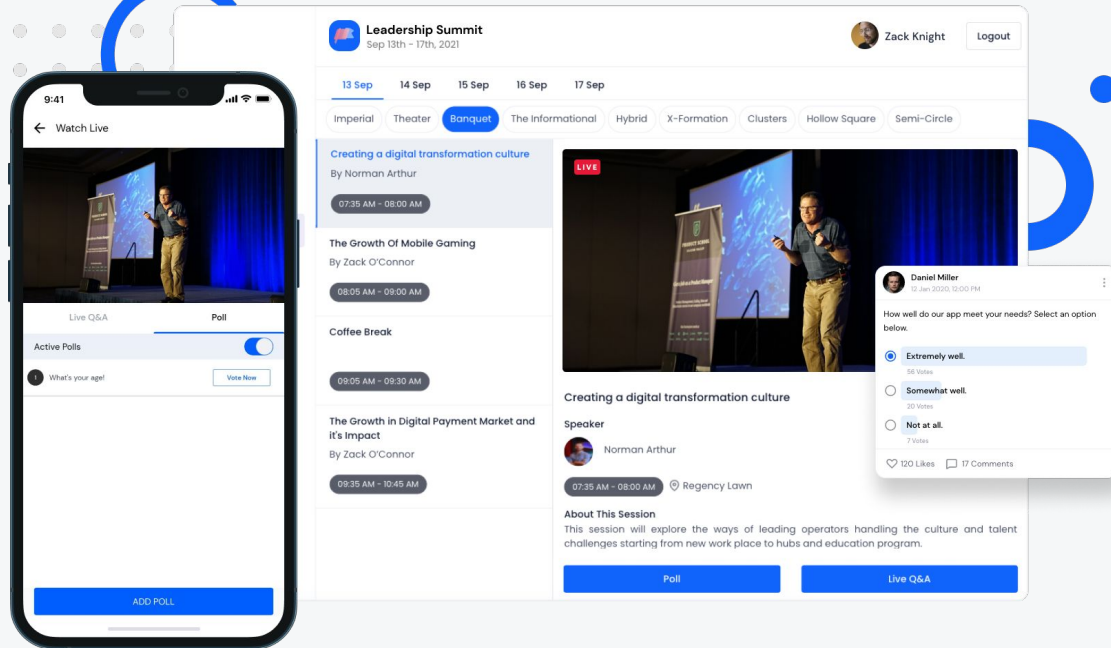 Leadership Summit
Sep 13th - 17th, 2021
Zack Knight
Logout
13 Sep
14 Sep
15 Sep
16 Sep
17 Sep
Imperial
Theater
Banquet
The Informational
Hybrid
X-Formation
Clusters
Hollow Square
Semi-Circle
Creating a digital transformation culture
By Norman Arthur
07:35 AM - 08:00 AM
The Growth Of Mobile Gaming
By Zack O'Connor
08:05 AM - 09:00 AM
Coffee Break
09:05 AM - 09:30 AM
The Growth in Digital Payment Market and
it's Impact
By Zack O'Connor
09:35 AM - 10:45 AM
LIVE
PRODUCT SCHOOL
Creating a digital transformation culture
Speaker
Norman Arthur
07:35 AM - 08:00 AM
Regency Lawn
About This Session
This session will explore the ways of leading operators handling the culture and talent
challenges starting from new work place to hubs and education program.
Poll
Live Q&A
Daniel Miller
12 Jan 2020, 12:00 PM
How well do our app meet your needs? Select an option
below.
Extremely well.
56 Votes
Somewhat well.
20 Votes
Not at all.
7 Votes
120 Likes
17 Comments
9:41
Watch Live
Live Q&A
Poll
Active Polls
1
What's your age!
Vote Now
ADD POLL